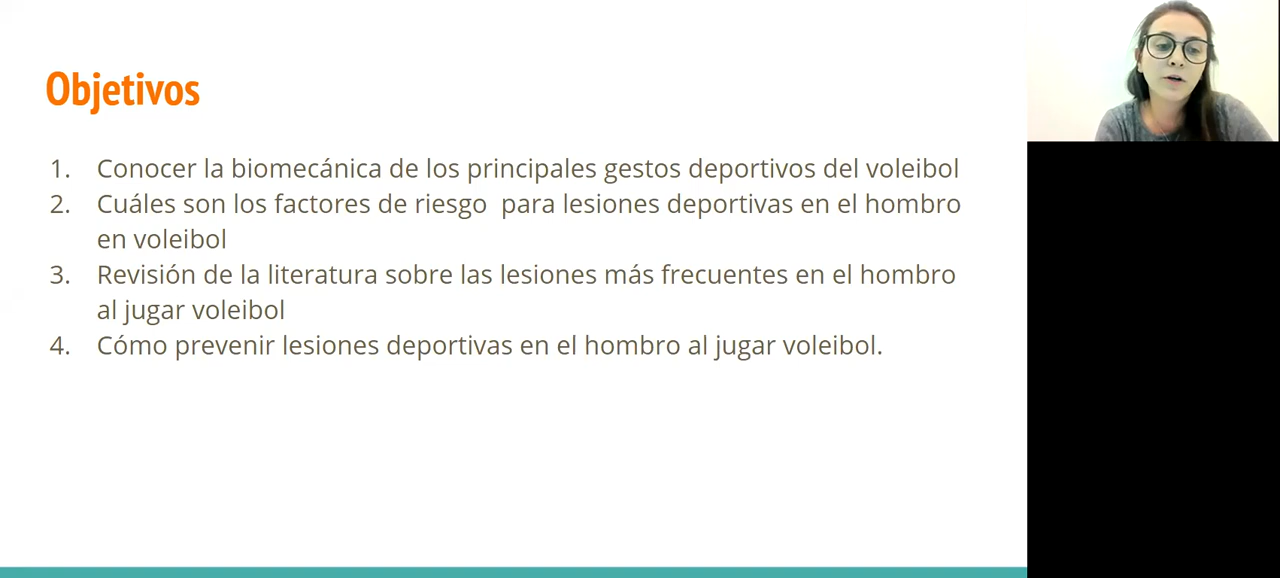 Objetivos
1. Conocer la biomecánica de los principales gestos deportivos del voleibol
2. Cuáles son los factores de riesgo  para lesiones deportivas en el hombro
en voleibol
3. Revisión de la literatura sobre las lesiones más frecuentes en el hombro
al jugar voleibol
4. Cómo prevenir lesiones deportivas en el hombro al jugar voleibol.